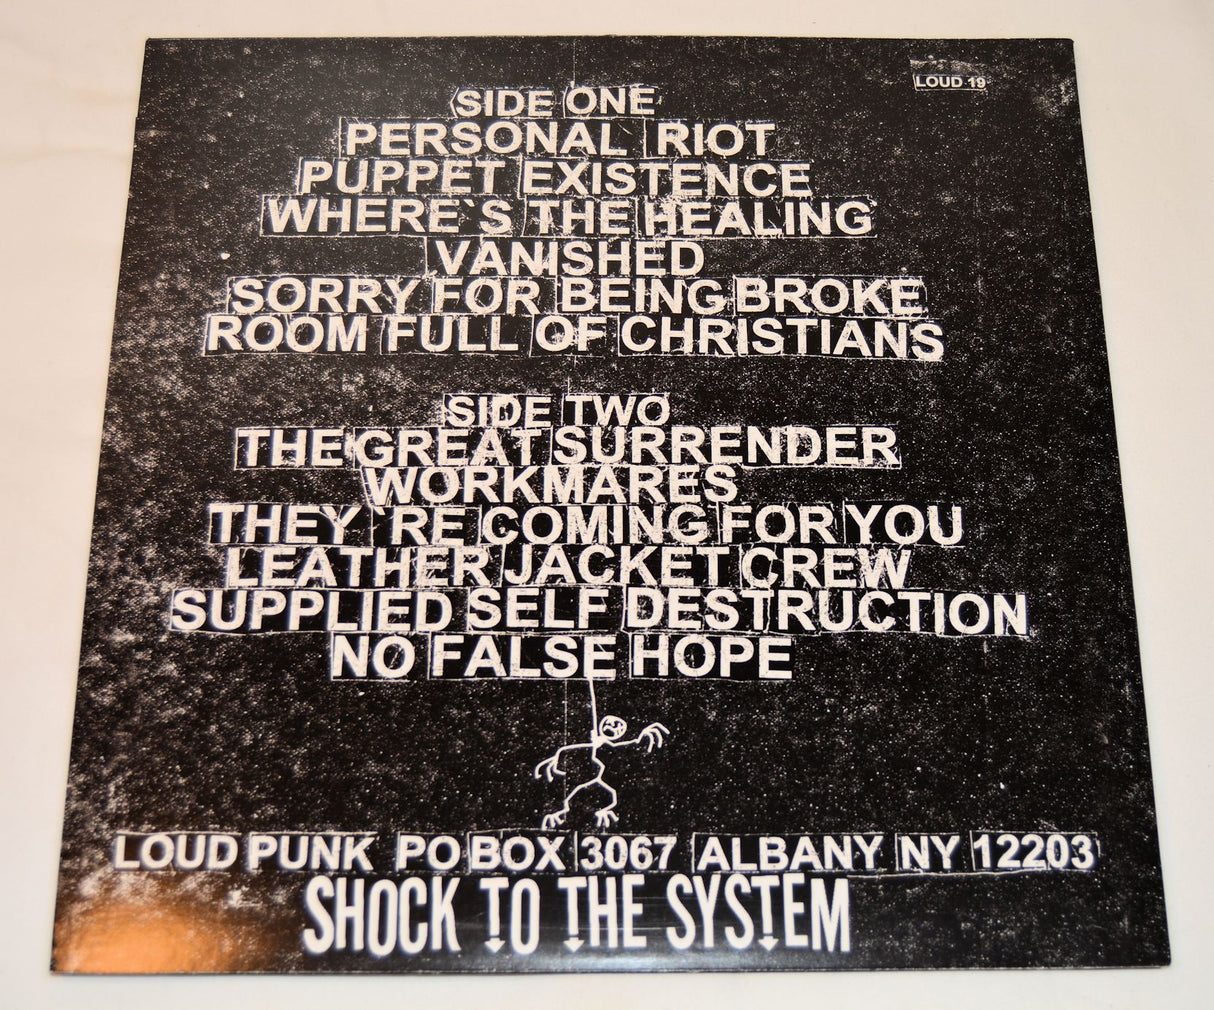 LOUD 19
SIDE ONE
PERSONAL RIOT
PUPPET EXISTENCE
WHERE`S THE HEALING
VANISHED
SORRY FOR BEING BROKE
ROOM FULL OF CHRISTIANS
SIDE TWO
THE GREAT SURRENDER
WORKMARES
THEY `RE COMING FOR YOU
LEATHER JACKET CREW
SUPPLIED SELF DESTRUCTION
NO FALSE HOPE
LOUD PUNK PO BOX 3067 ALBANY NY 12203
SHOCK TO THE SYSTEM